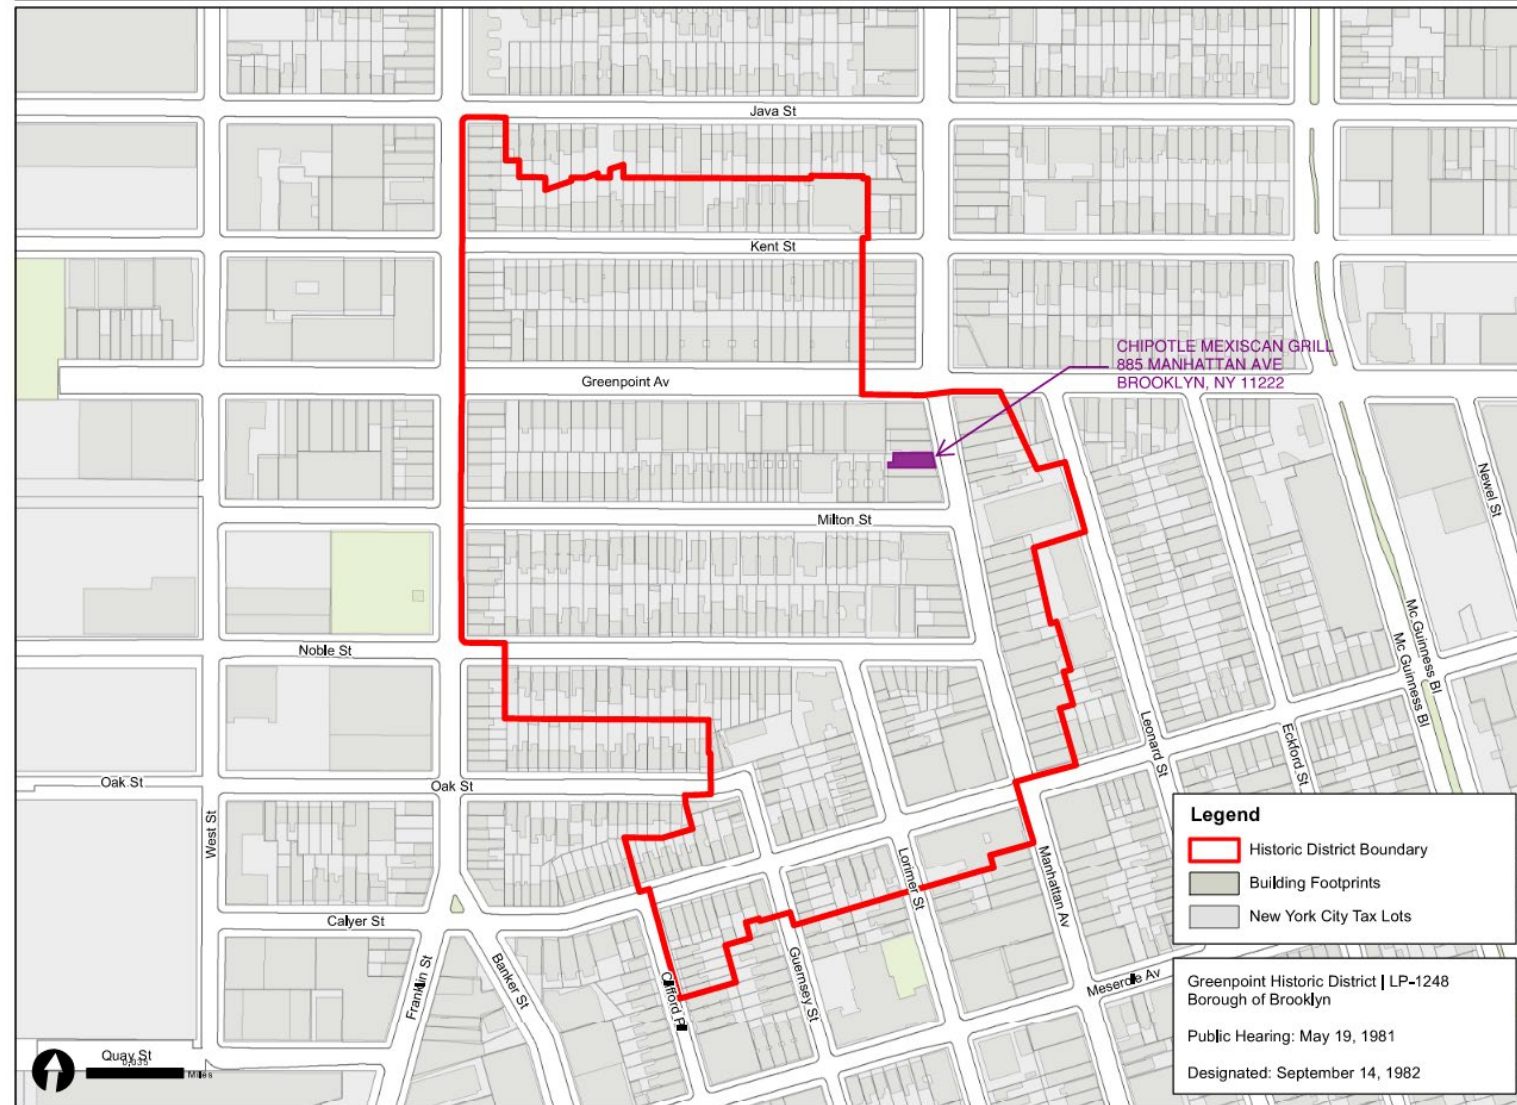 Java St
Kent St
CHIPOTLE MEXISCAN GRILL
885 MANHATTAN AVE
BROOKLYN, NY 11222
Greenpoint Av
Newel St
Milton St
Mc Guinness Bl
Mc Guinness Bl
Noble St
Leonard St
Eckford St
Oak St
Oak St
West St
Lorimer St
Manhattan Av
Calyer St
Franklin St
Banker St
Clifford Pl
Guernsey St
Meserole Av
Quay St
0.035
Miles
Legend
Historic District Boundary
Building Footprints
New York City Tax Lots
Greenpoint Historic District | LP-1248
Borough of Brooklyn
Public Hearing: May 19, 1981
Designated: September 14, 1982